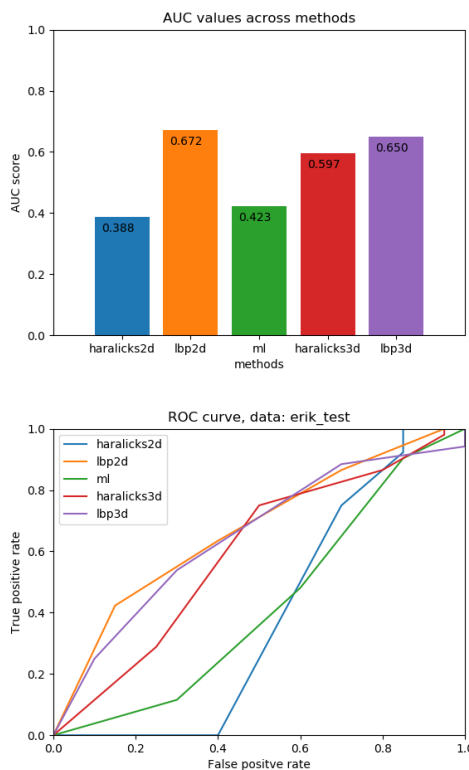 AUC values across methods
1.0
0.8
0.6
0.4
0.2
0.0
AUC score
0.388
0.672
0.423
0.597
0.650
haralicks2d lbp2d ml haralicks3d lbp3d
methods
ROC curve, data: erik_test
1.0
0.8
0.6
0.4
0.2
0.0
True positive rate
haralicks2d
lbp2d
ml
haralicks3d
lbp3d
0.0 0.2 0.4 0.6 0.8 1.0
False positve rate